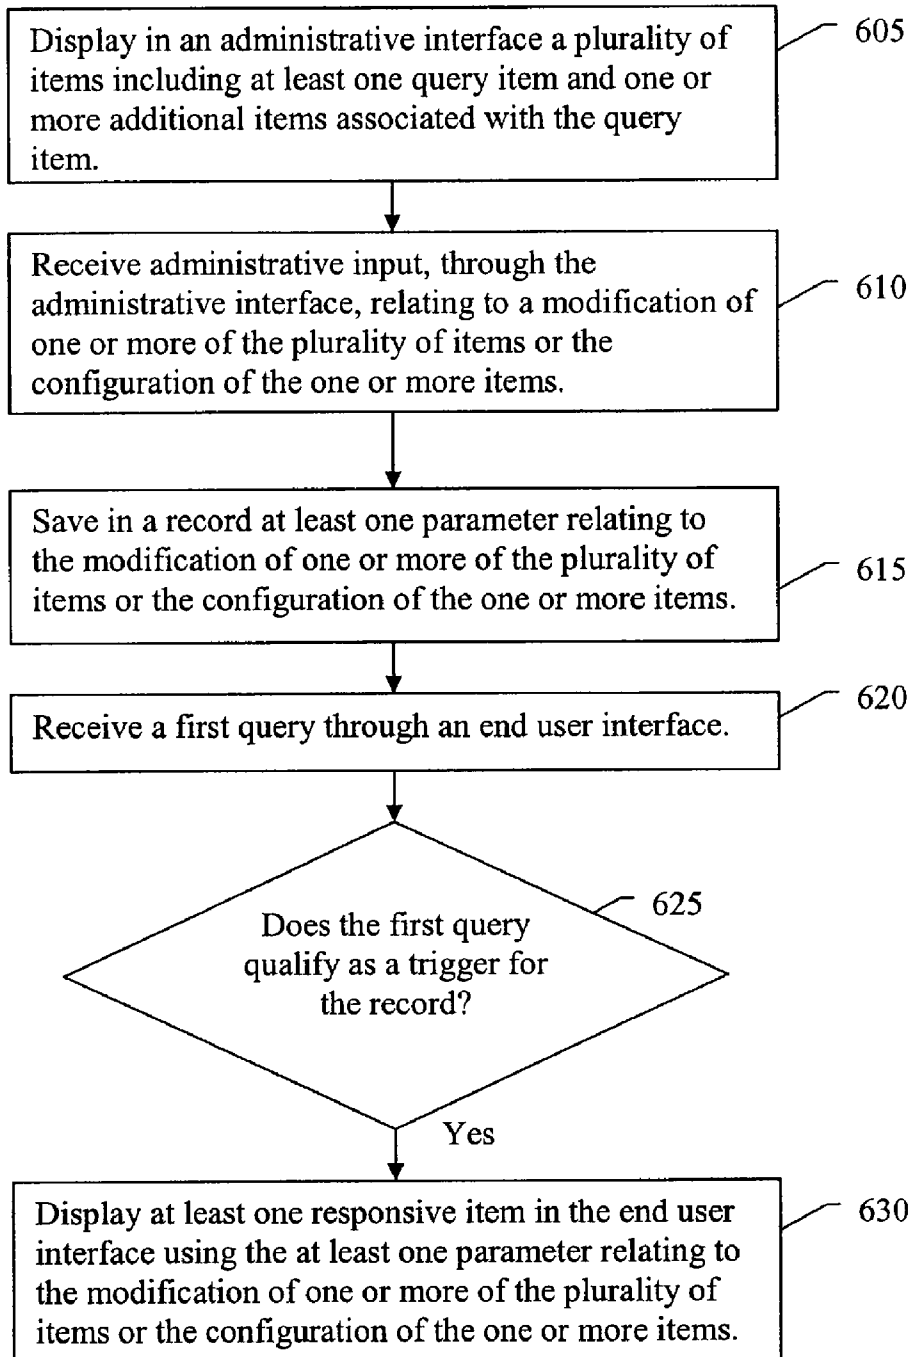 Display in an administrative interface a plurality of
items including at least one query item and one or
more additional items associated with the query
item.
605
Receive administrative input, through the
administrative interface, relating to a modification of
one or more of the plurality of items or the
configuration of the one or more items.
610
Save in a record at least one parameter relating to
the modification of one or more of the plurality of
items or the configuration of the one or more items.
615
Receive a first query through an end user interface.
620
Does the first query
qualify as a trigger for
the record?
625
Yes
Display at least one responsive item in the end user
interface using the at least one parameter relating to
the modification of one or more of the plurality of
items or the configuration of the one or more items.
630